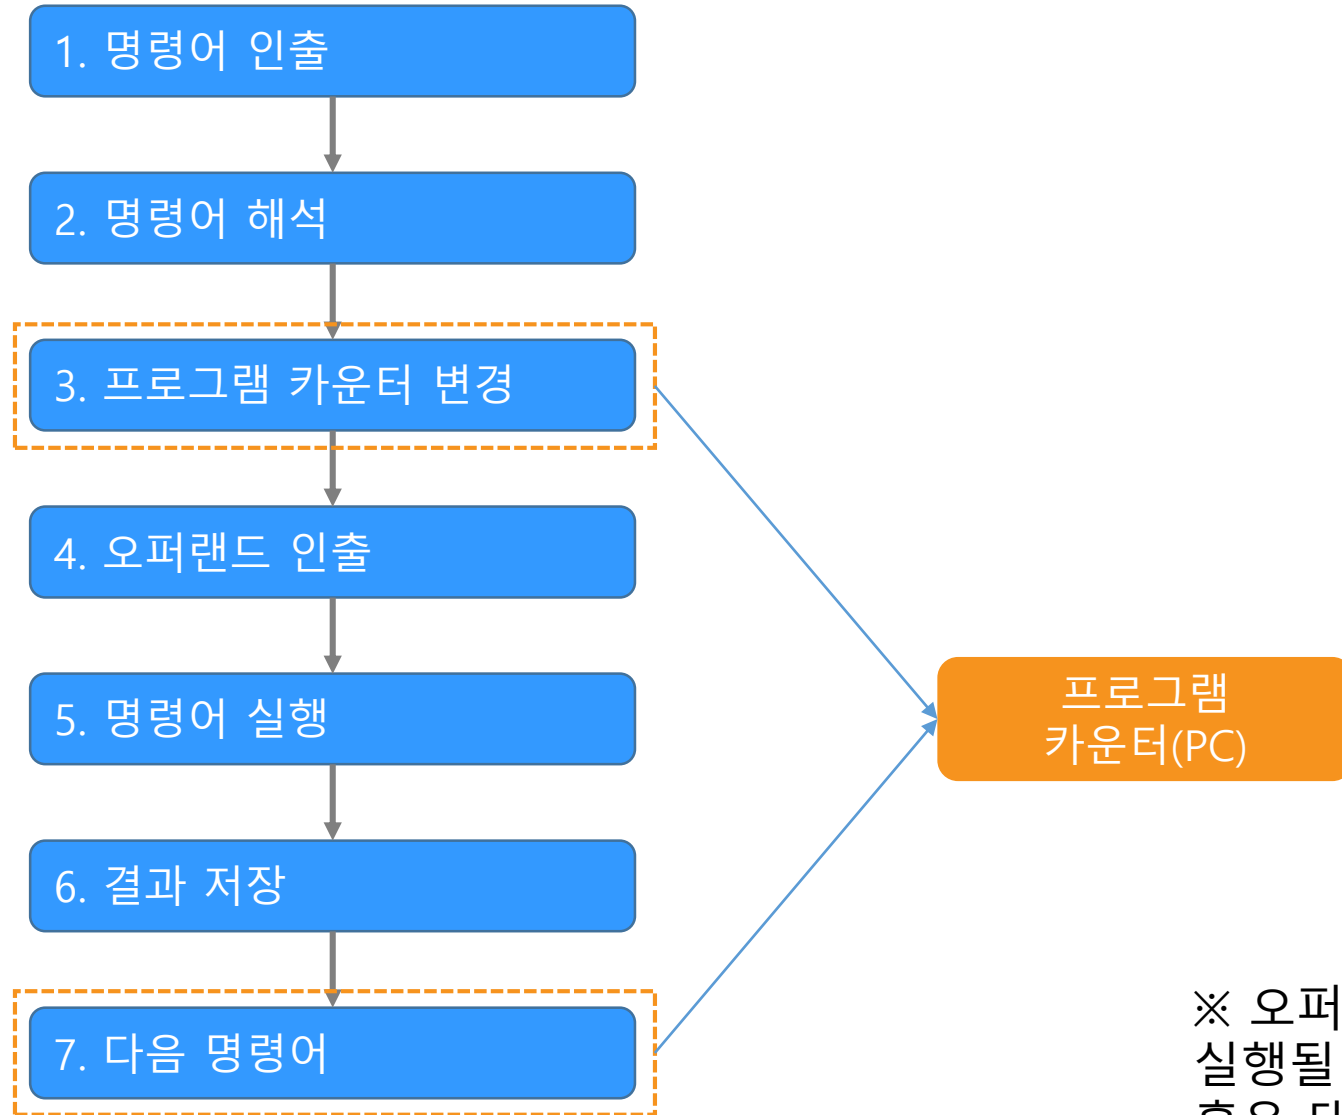 1. 명령어 인출
2. 명령어 해석
3. 프로그램 카운터 변경
4. 오퍼랜드 인출
5. 명령어 실행
6. 결과 저장
7. 다음 명령어
프로그램
카운터(PC)
※ 오퍼
실행될